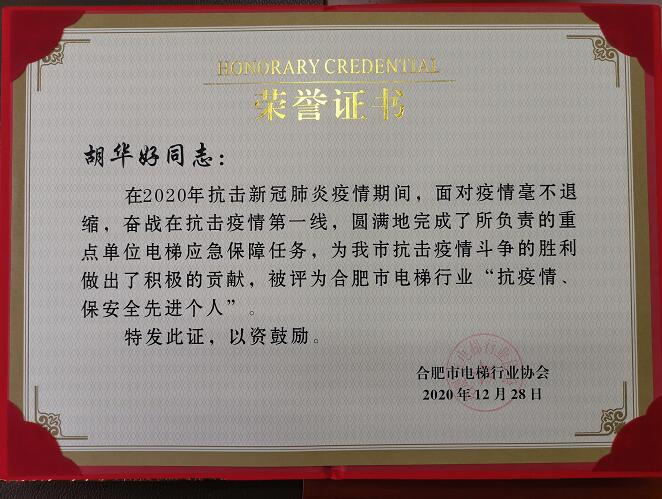 HONORARY CREDENTIAL
荣誉证书
胡华好同志：
在2020年抗击新冠肺炎疫情期间，面对疫情毫不退
缩，奋战在抗击疫情第一线，圆满地完成了所负责的重
点单位电梯应急保障任务，为我市抗击疫情斗争的胜利
做出了积极的贡献，被评为合肥市电梯行业“抗疫情、
保安全先进个人”。
特发此证，以资鼓励。
合肥市电梯行业协会
2020年12月28日